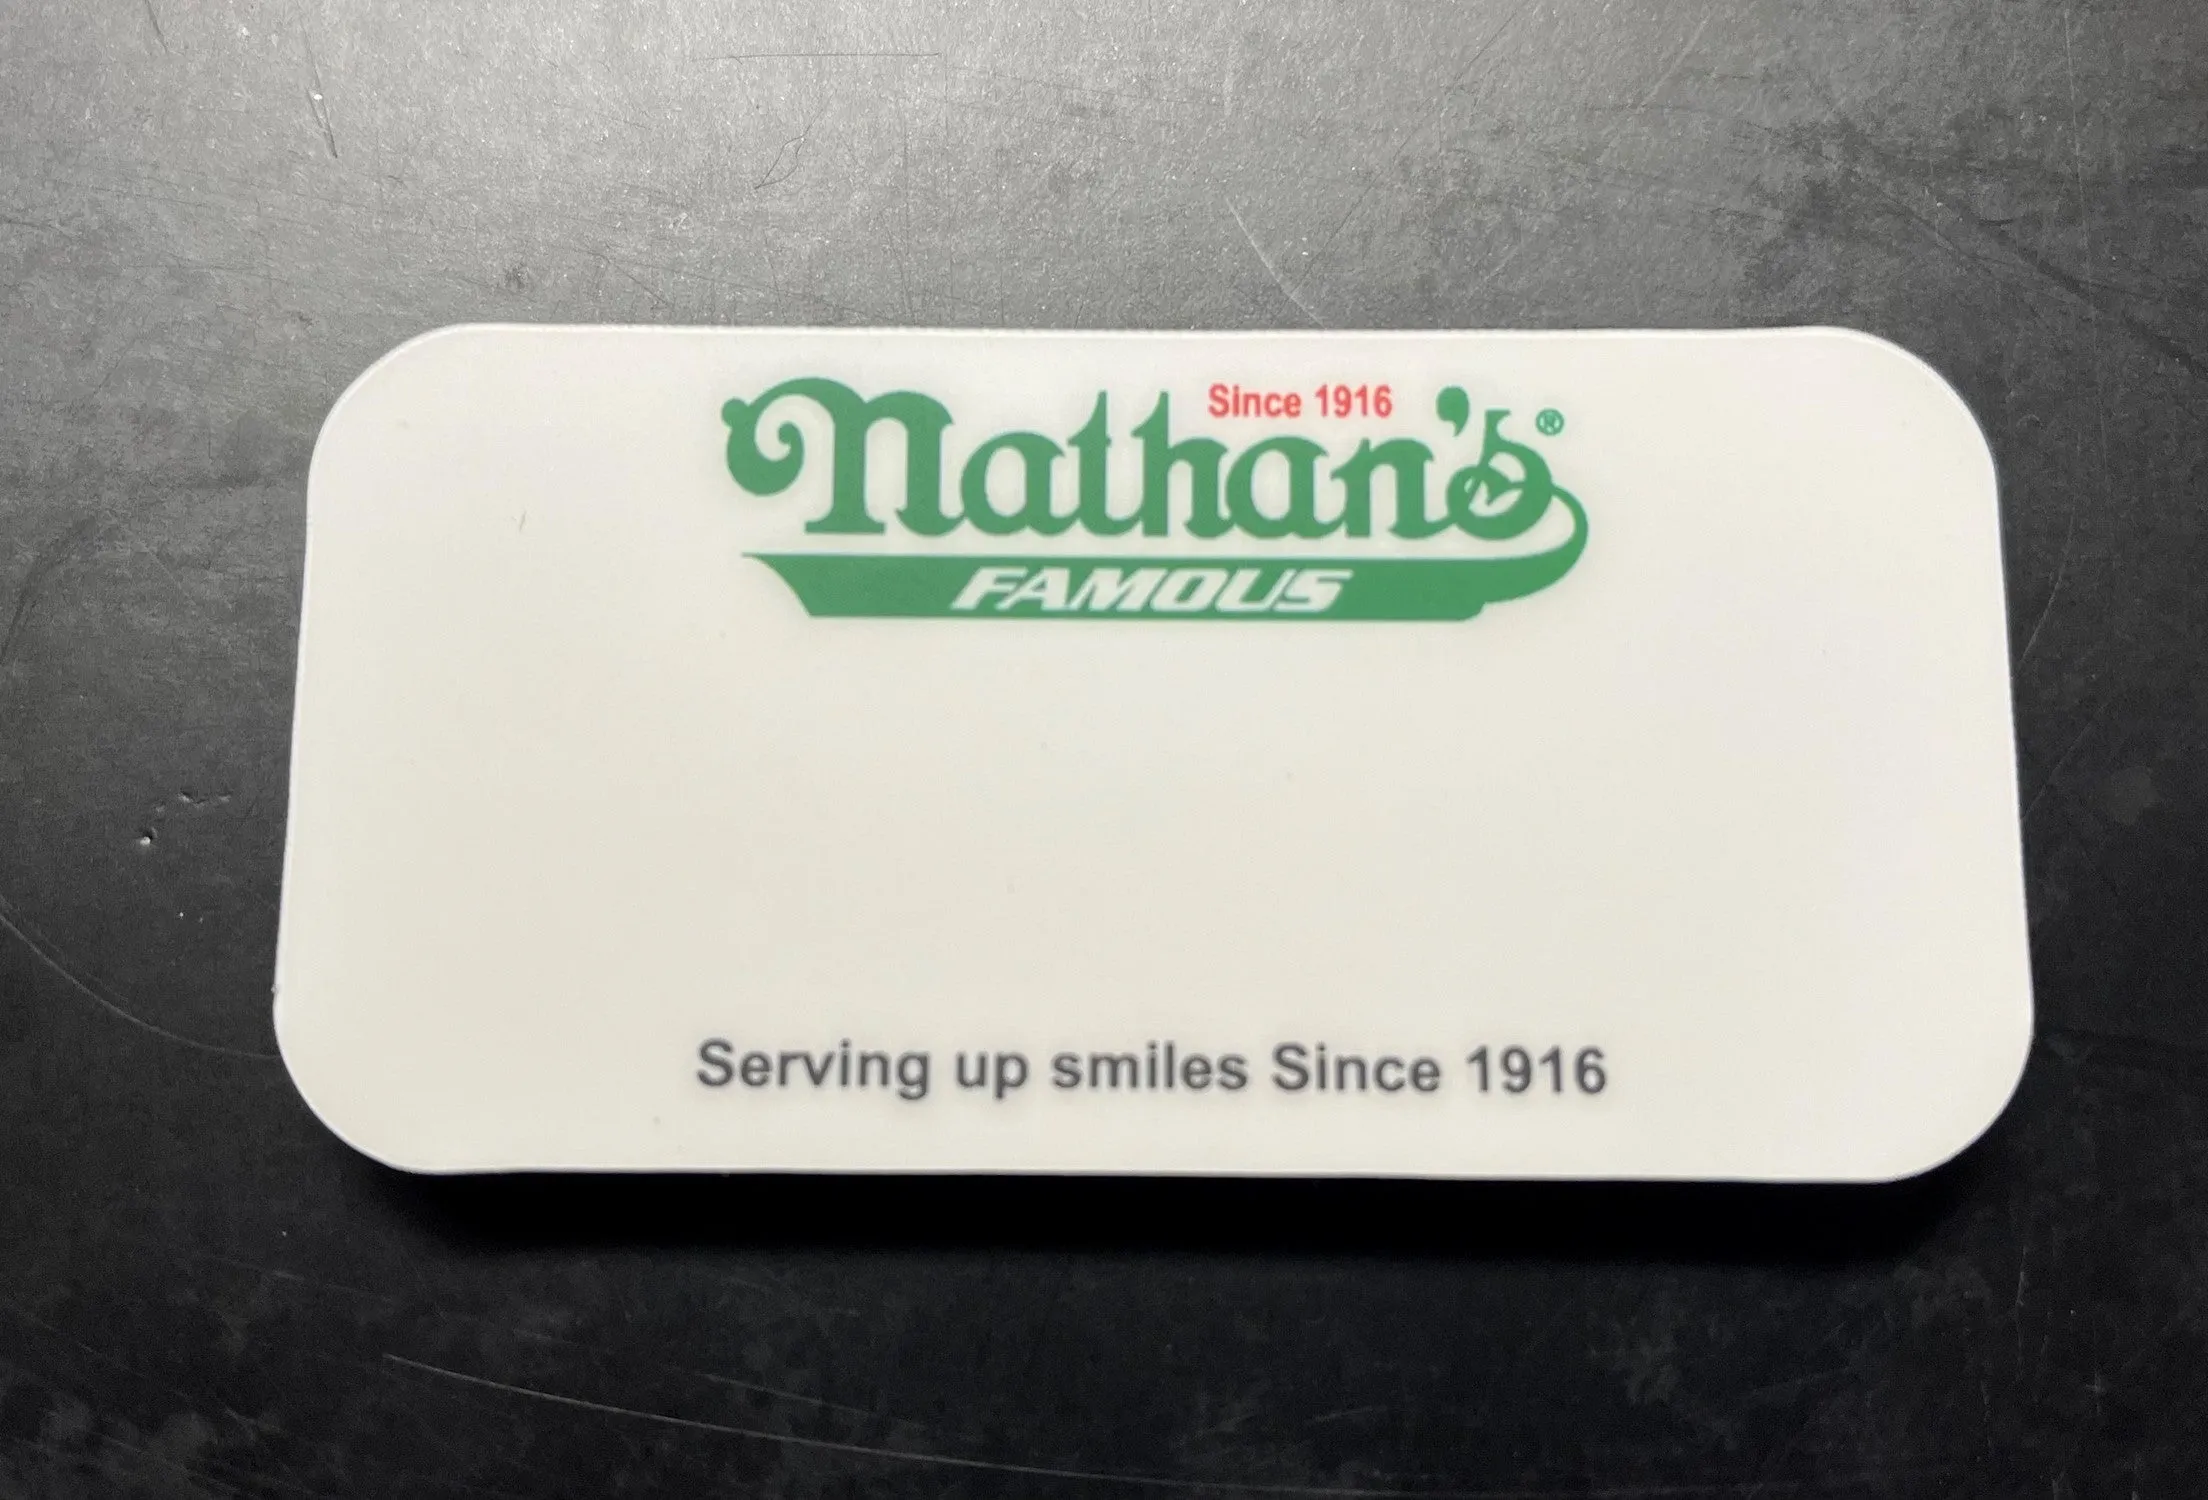 Since 1916
Nathan's®
FAMOUS
Serving up smiles Since 1916